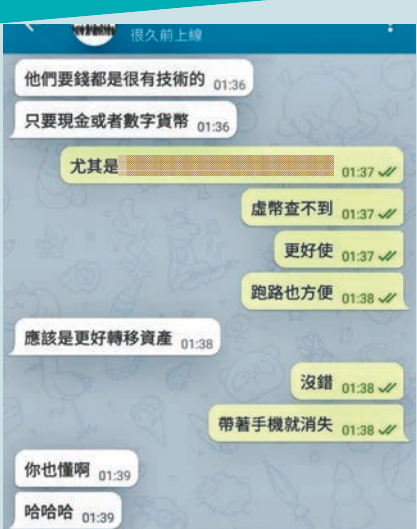 很久前上線
他們要錢都是很有技術的 01:36
只要現金或者數字貨幣 01:36
尤其是 01:37
虛幣查不到 01:37
更好使 01:37
跑路也方便 01:38
應該是更好轉移資產 01:38
沒錯 01:38
帶著手機就消失 01:38
你也懂啊 01:39
哈哈哈 01:39